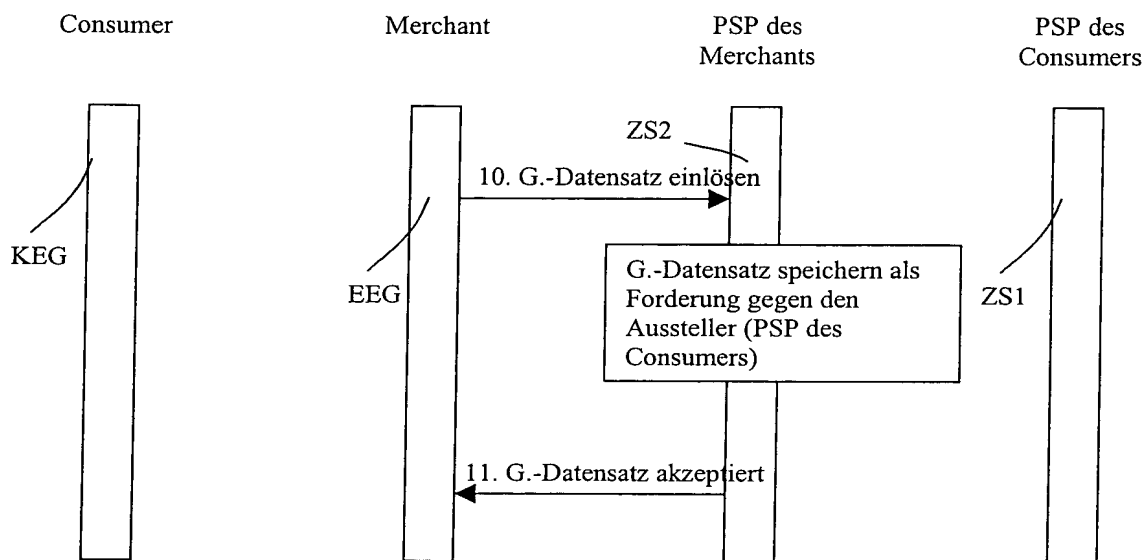 Consumer
Merchant
PSP des
Merchants
PSP des
Consumers
ZS2
10. G.-Datensatz einlösen
KEG
EEG
G.-Datensatz speichern als
Forderung gegen den
Aussteller (PSP des
Consumers)
ZS1
11. G.-Datensatz akzeptiert